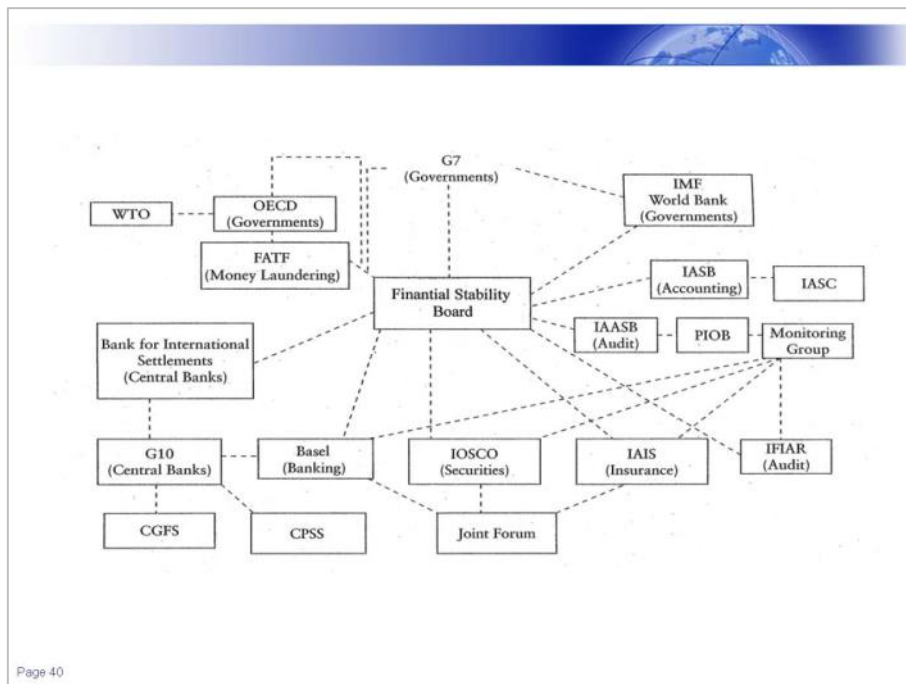 G7
(Governments)
IMF
World Bank
(Governments)
WTO
OECD
(Governments)
FATF
(Money Laundering)
IASB
(Accounting)
IASC
Finantial Stability
Board
IAASB
(Audit)
PIOB
Monitoring
Group
Bank for International
Settlements
(Central Banks)
G10
(Central Banks)
Basel
(Banking)
IOSCO
(Securities)
IAIS
(Insurance)
IFIAR
(Audit)
CGFS
CPSS
Joint Forum
Page 40